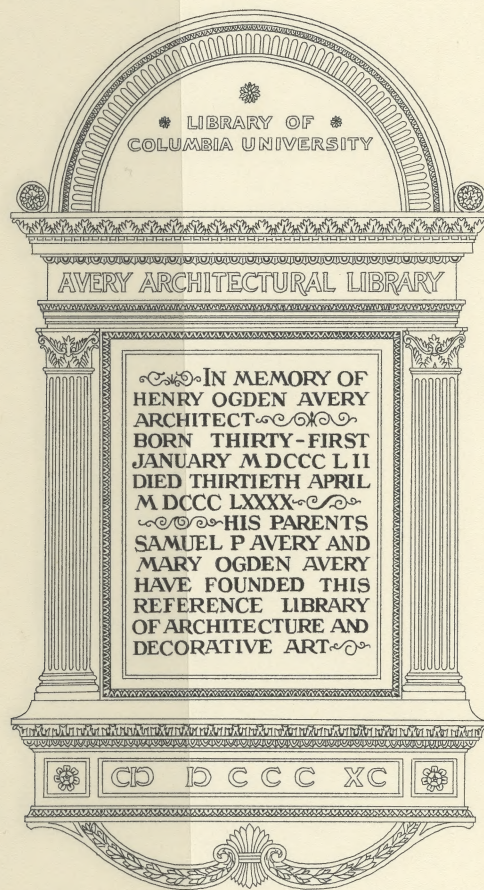 LIBRARY OF
COLUMBIA UNIVERSITY
AVERY ARCHITECTURAL LIBRARY
IN MEMORY OF
HENRY OGDEN AVERY
ARCHITECT
BORN THIRTY-FIRST
JANUARY M DCCC L II
DIED THIRTIETH APRIL
M DCCC LXXXX
HIS PARENTS
SAMUEL P AVERY AND
MARY OGDEN AVERY
HAVE FOUNDED THIS
REFERENCE LIBRARY
OF ARCHITECTURE AND
DECORATIVE ART
CIↃ IↃ C C C XC